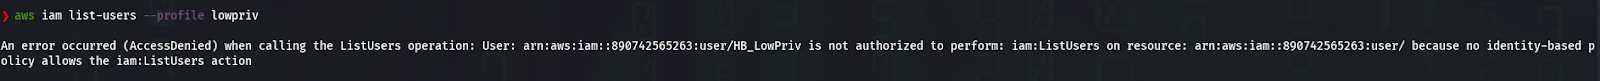 ❯ aws iam list-users --profile lowpriv
An error occurred (AccessDenied) when calling the ListUsers operation: User: arn:aws:iam::890742565263:user/HB_LowPriv is not authorized to perform: iam:ListUsers on resource: arn:aws:iam::890742565263:user/ because no identity-based p
olicy allows the iam:ListUsers action